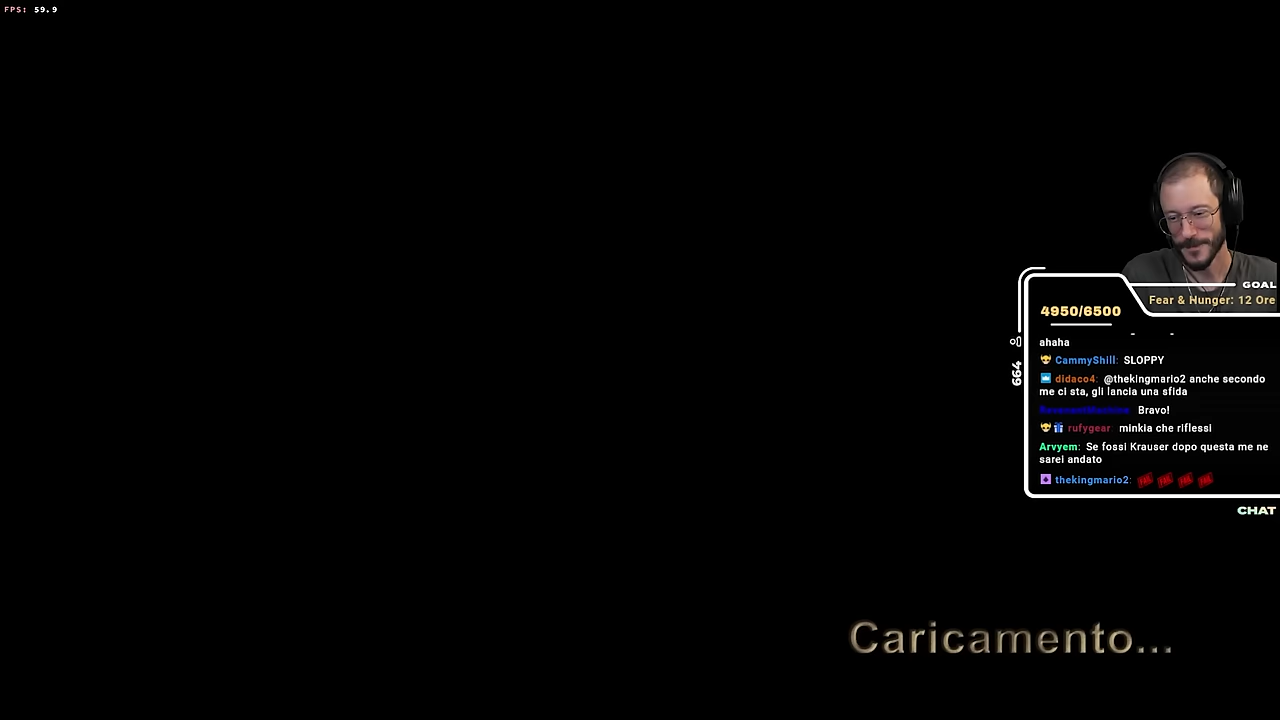 FPS: 59.9
GOAL
Fear & Hunger: 12 Ore
4950/6500
ahaha
CammyShill: SLOPPY
didaco4: @thekingmario2 anche secondo
me ci sta, gli lancia una sfida
Bravo!
rufygear: minkia che riflessi
Arvyem: Se fossi Krauser dopo questa me ne
sarei andato
thekingmario2:
664
CHAT
Caricamento...